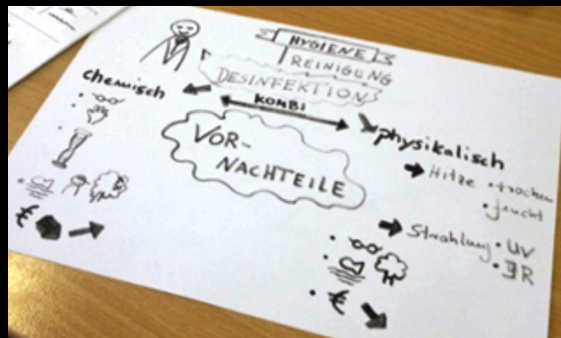 HYGIENE
REINIGUNG
DESINFEKTION
chemisch
KOMBI
physikalisch
VOR-
NACHTEILE
Hitze • trocken
• feucht
Strahlung • UV
• IR
€
€